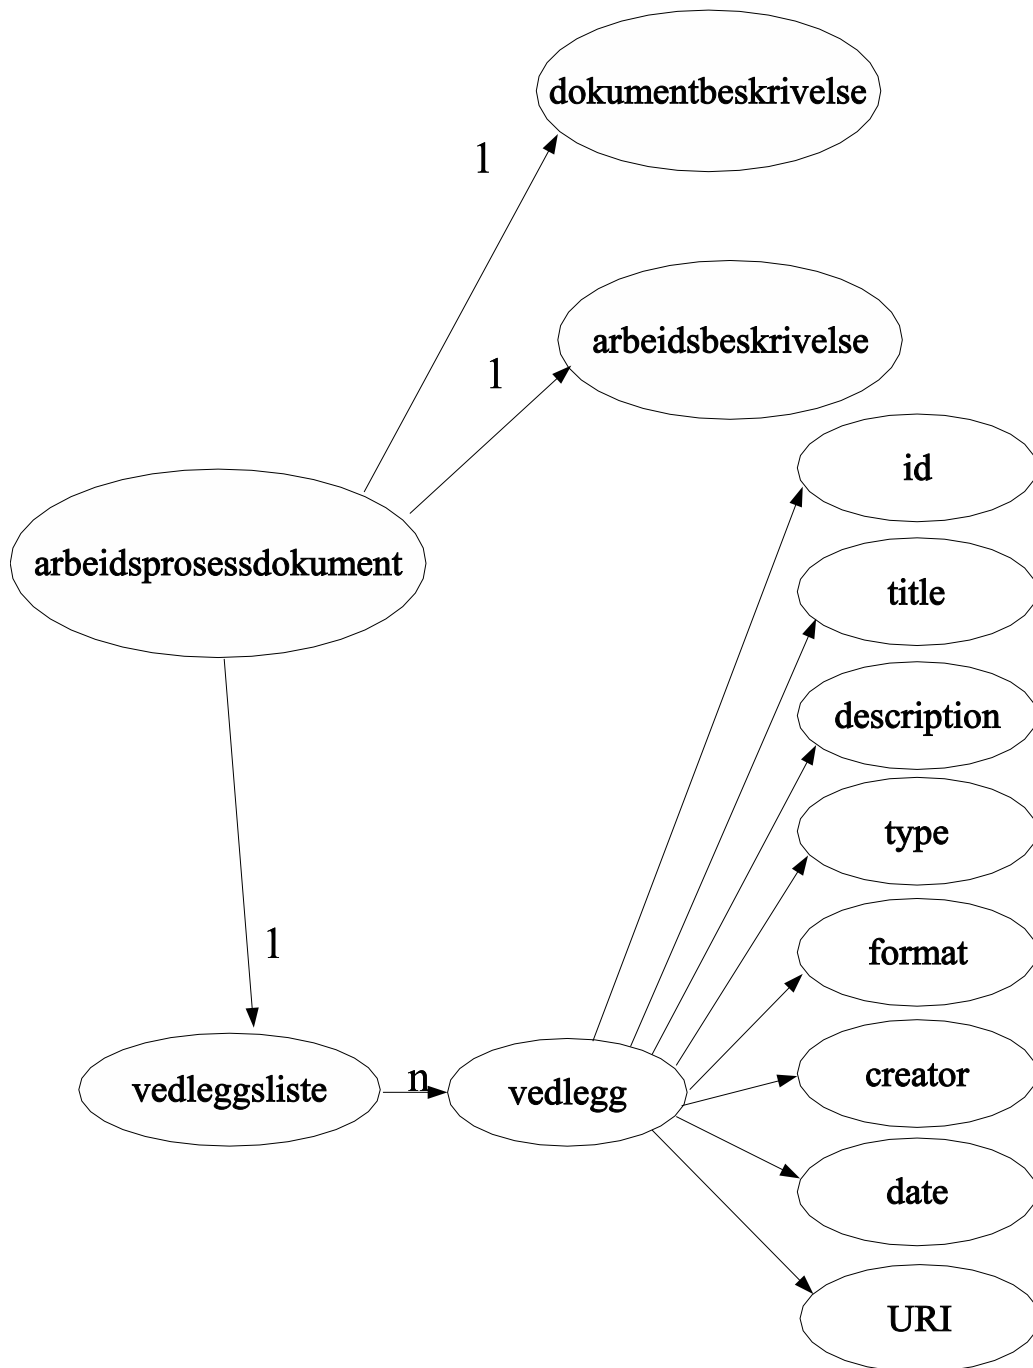 dokumentbeskrivelse
1
arbeidsbeskrivelse
1
id
arbeidsprosessdokument
title
description
type
1
format
creator
vedleggsliste
n
vedlegg
date
URI